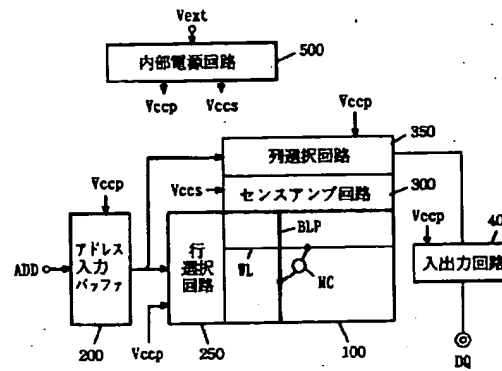 Vext
500
内部電源回路
Vccp Vccs
Vccp
350
列選択回路
Vccs
センスアンプ回路
300
Vccp
BLP
Vccp
40
ADD
アドレス
入力
バッファ
行
選択
回路
WL
MC
入出力回路
200
Vccp
250
100
DQ